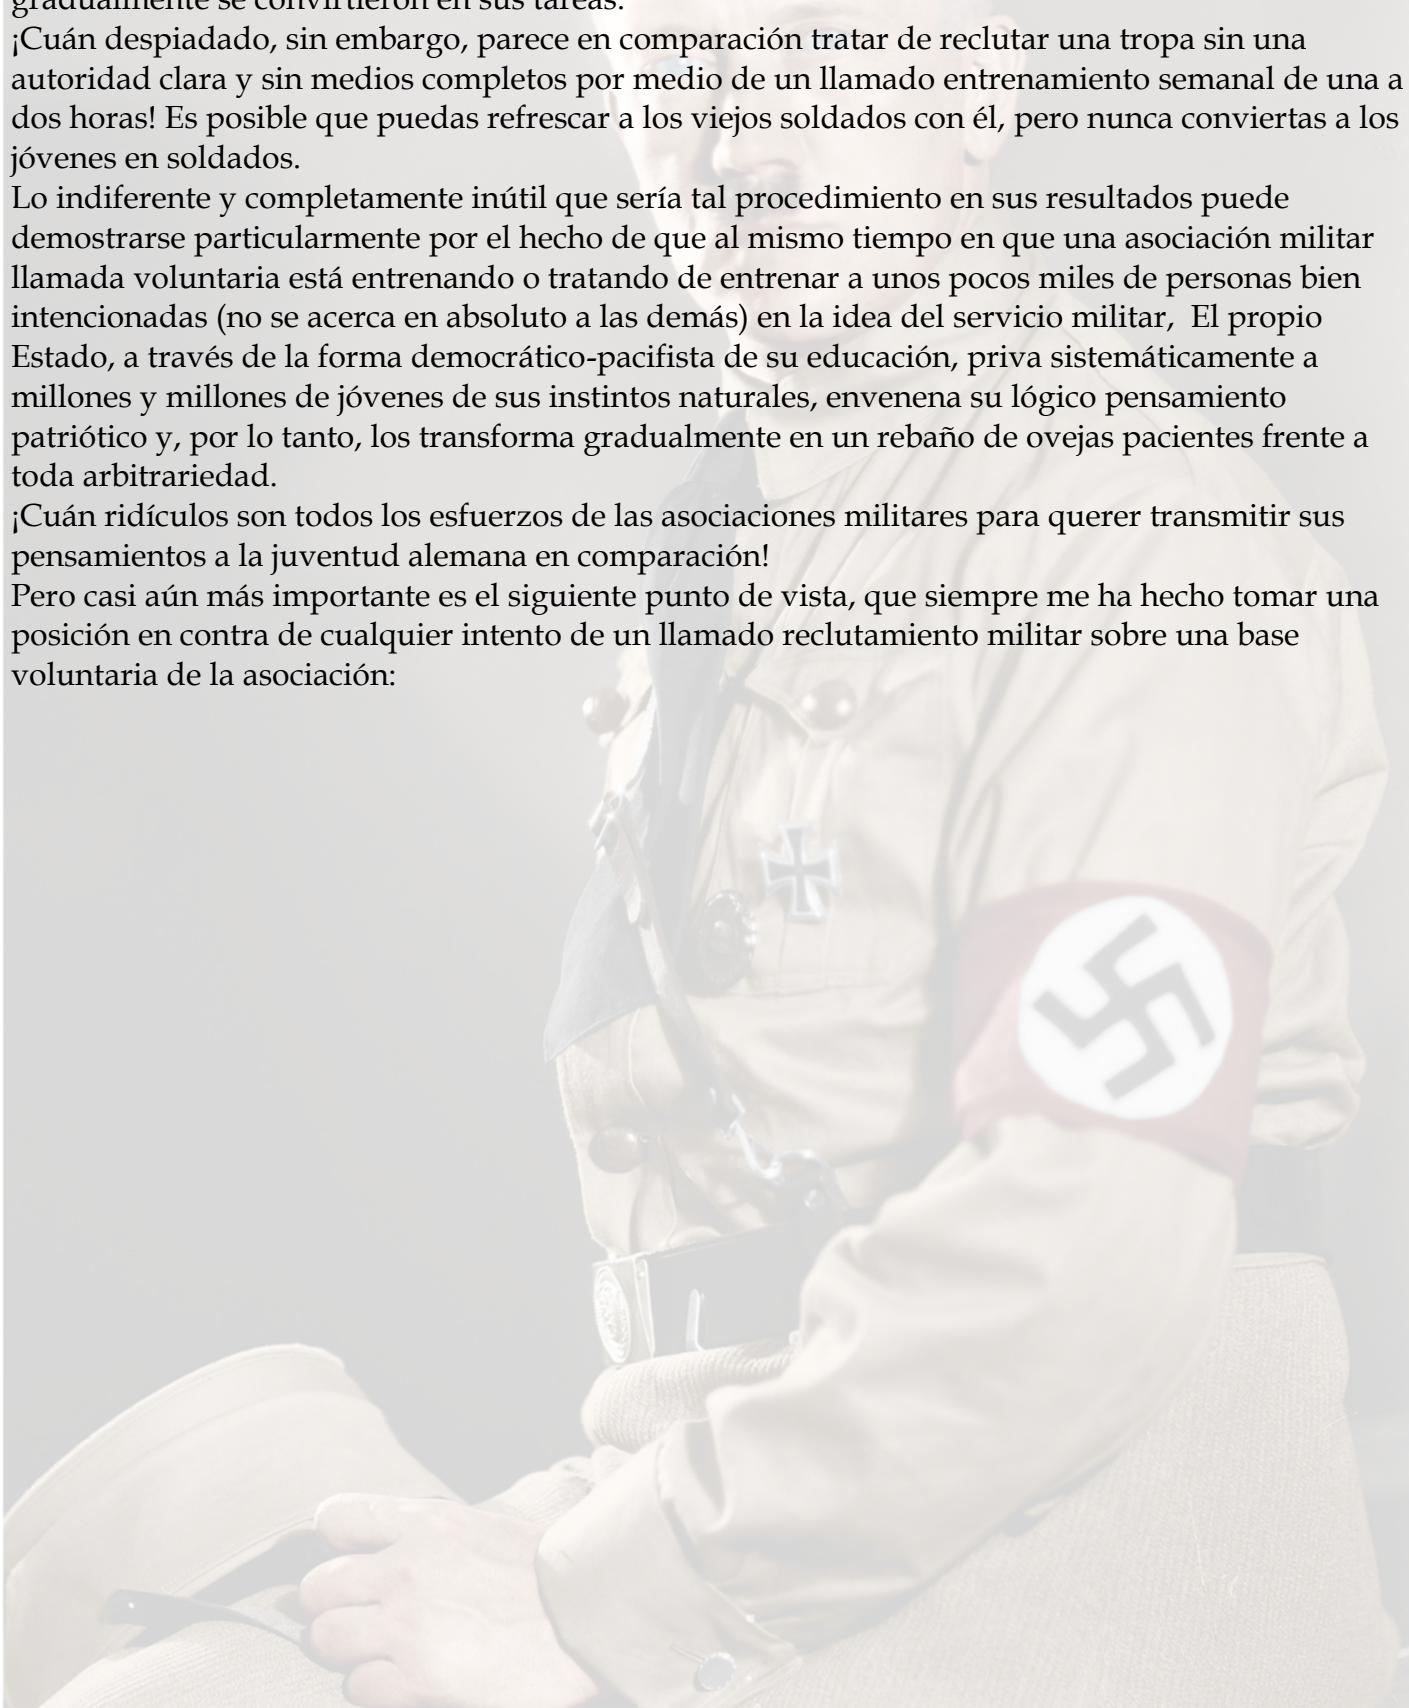 gradualmente se convirtieron en sus tareas.
¡Cuán despiadado, sin embargo, parece en comparación tratar de reclutar una tropa sin una
autoridad clara y sin medios completos por medio de un llamado entrenamiento semanal de una a
dos horas! Es posible que puedas refrescar a los viejos soldados con él, pero nunca conviertas a los
jóvenes en soldados.
Lo indiferente y completamente inútil que sería tal procedimiento en sus resultados puede
demostrarse particularmente por el hecho de que al mismo tiempo en que una asociación militar
llamada voluntaria está entrenando o tratando de entrenar a unos pocos miles de personas bien
intencionadas (no se acerca en absoluto a las demás) en la idea del servicio militar,  El propio
Estado, a través de la forma democrático-pacifista de su educación, priva sistemáticamente a
millones y millones de jóvenes de sus instintos naturales, envenena su lógico pensamiento
patriótico y, por lo tanto, los transforma gradualmente en un rebaño de ovejas pacientes frente a
toda arbitrariedad.
¡Cuán ridículos son todos los esfuerzos de las asociaciones militares para querer transmitir sus
pensamientos a la juventud alemana en comparación!
Pero casi aún más importante es el siguiente punto de vista, que siempre me ha hecho tomar una
posición en contra de cualquier intento de un llamado reclutamiento militar sobre una base
voluntaria de la asociación: